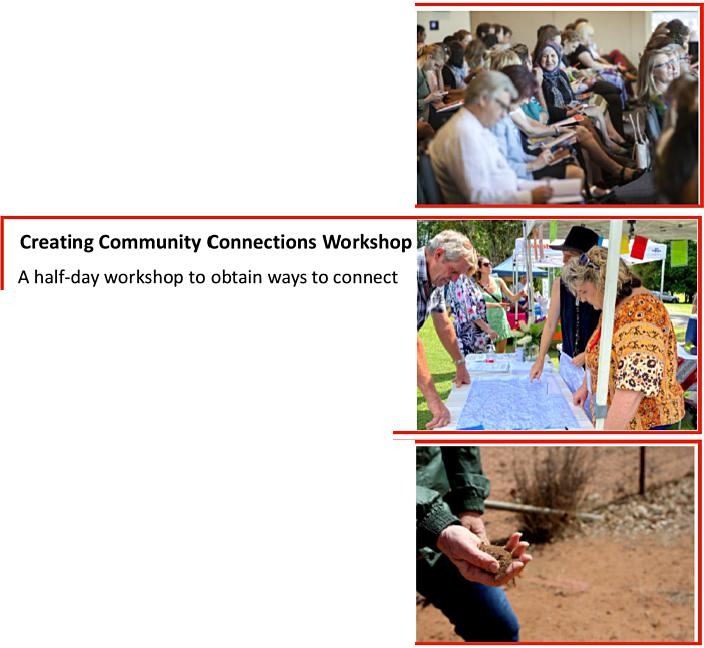 Creating Community Connections Workshop
A half-day workshop to obtain ways to connect